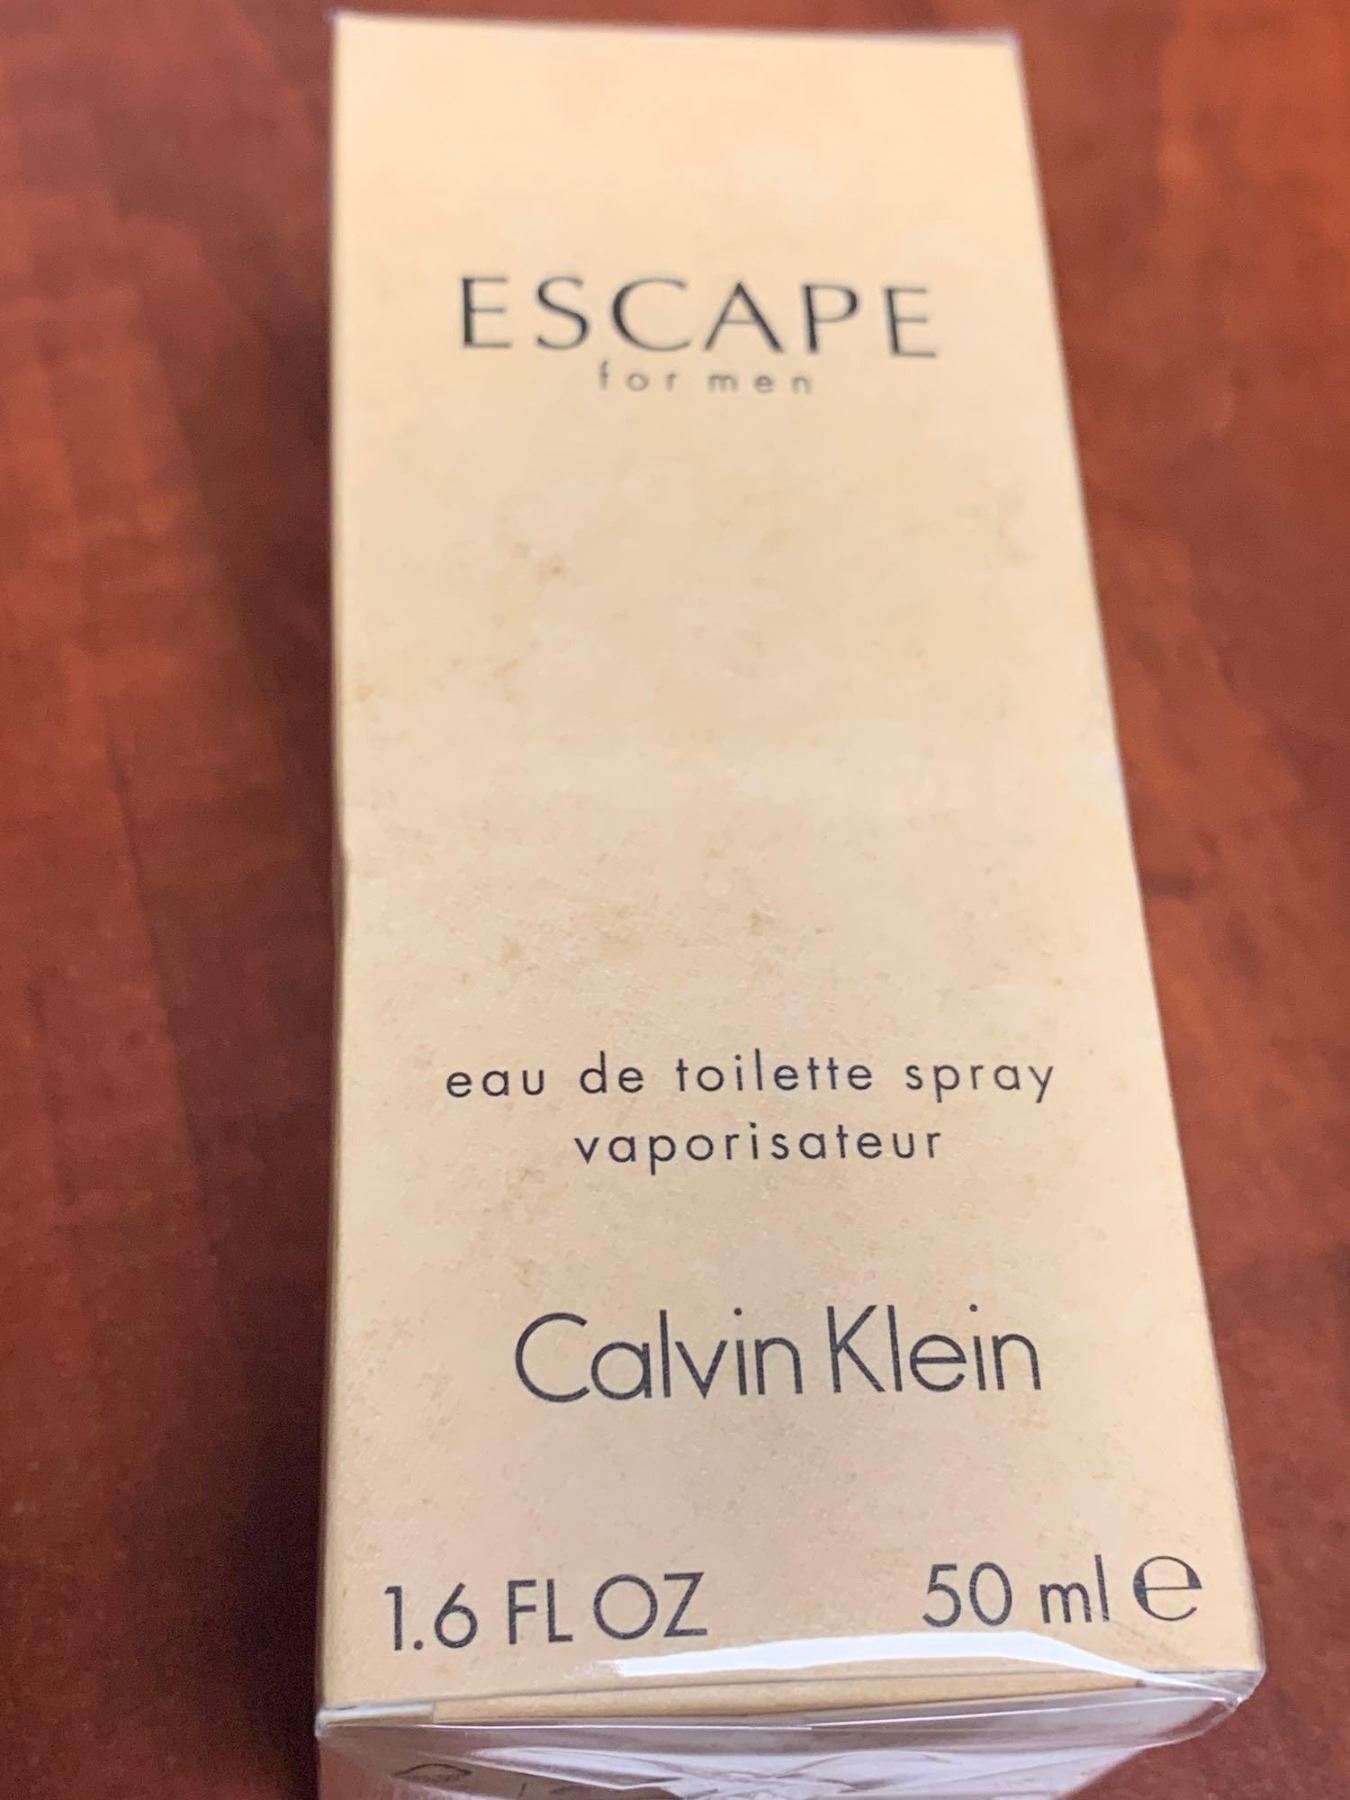 ESCAPE
for men
eau de toilette spray
vaporisateur
Calvin Klein
1.6 FL OZ 50 ml ℮